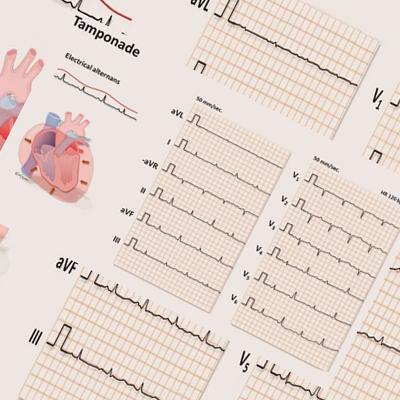 Tamponade
aVL
Electrical alternans
V1
50 mm/sec.
aVL
I
-aVR
II
aVF
III
50 mm/sec.
V1
V2
V3
V4
V5
V6
aVF
III
V5